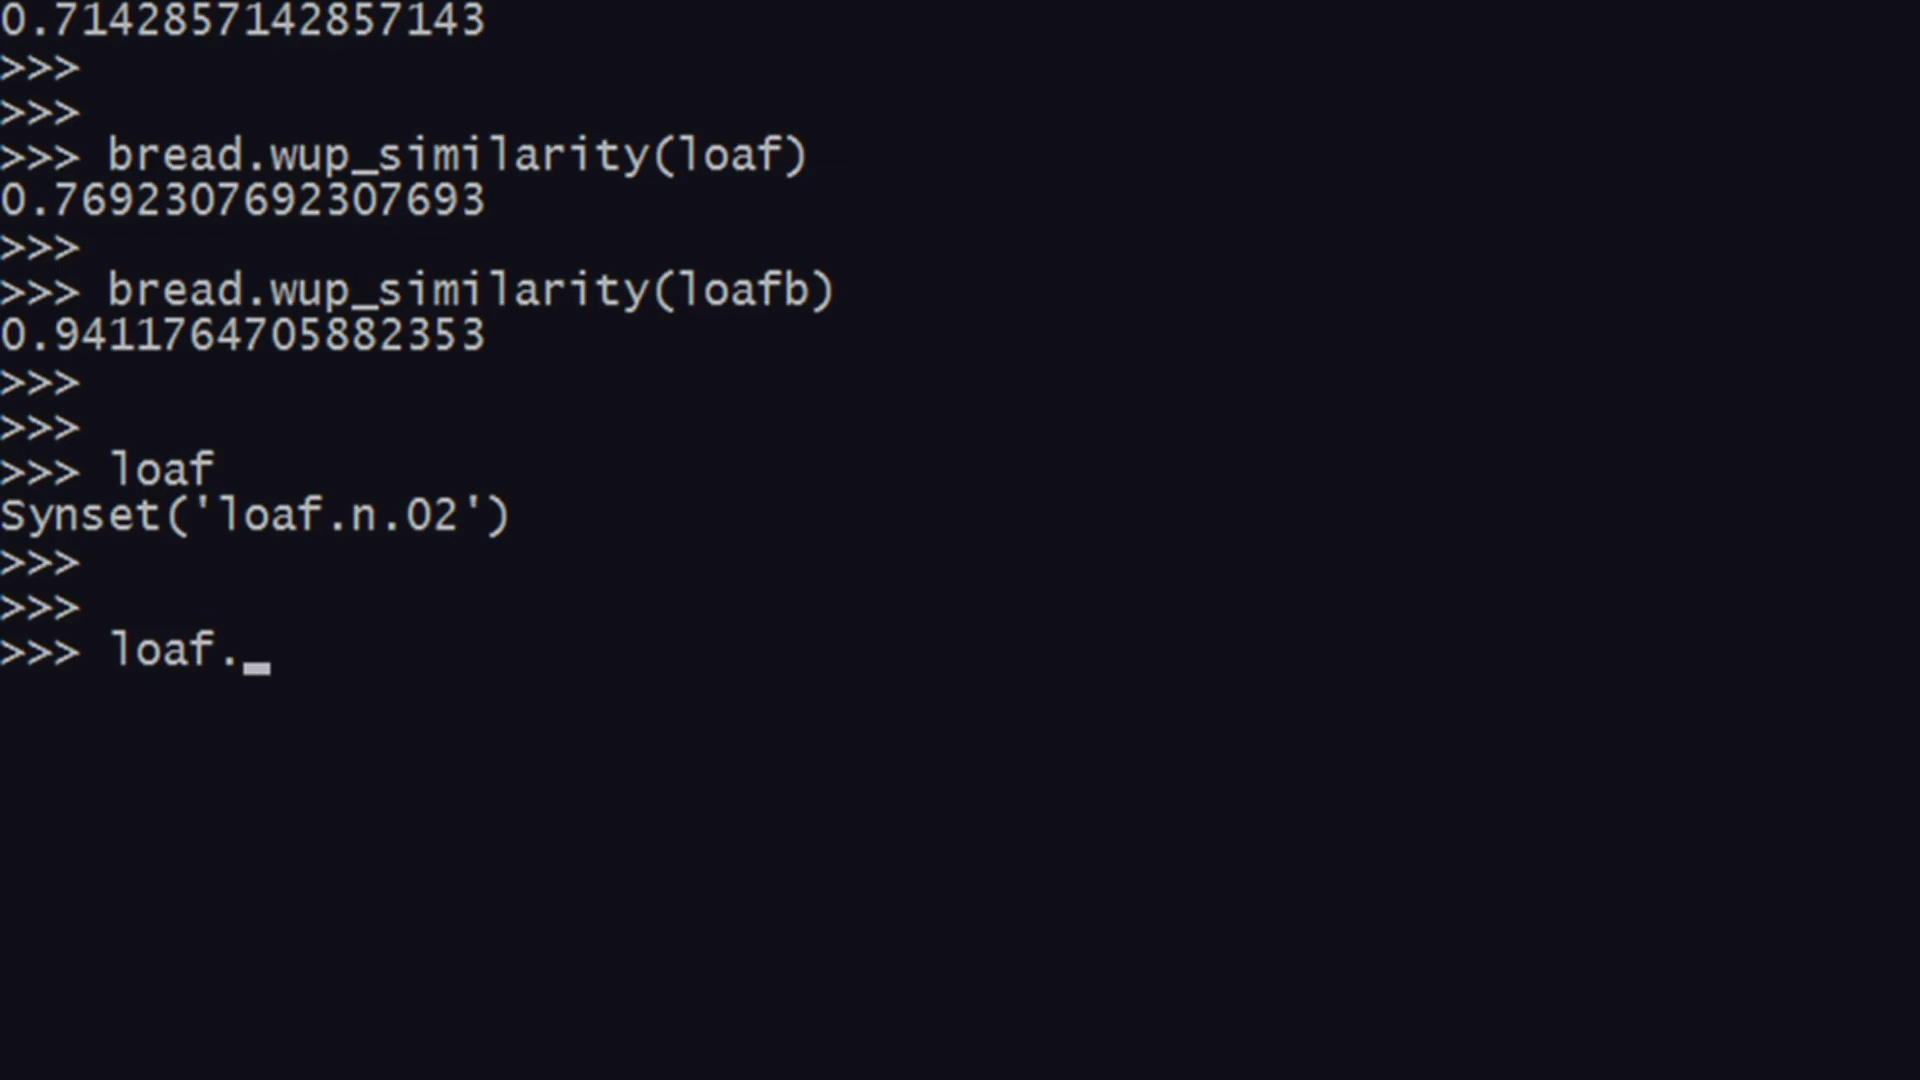 0.7142857142857143
>>>
>>>
>>> bread.wup_similarity(loaf)
0.7692307692307693
>>>
>>> bread.wup_similarity(loafb)
0.9411764705882353
>>>
>>>
>>> loaf
Synset('loaf.n.02')
>>>
>>>
>>> loaf.